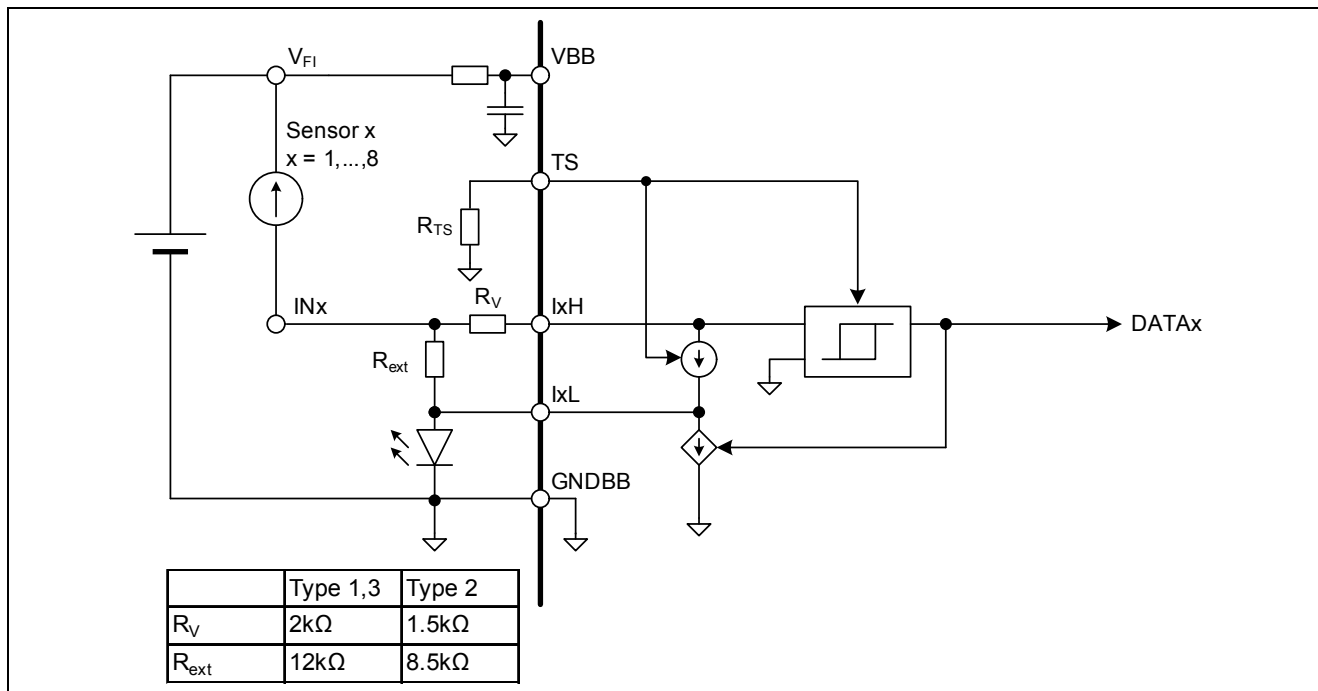 V_FI
VBB
Sensor x
x = 1,...,8
TS
R_TS
INx
R_V
IxH
DATAx
R_ext
IxL
GNDBB
Type 1,3 Type 2
R_V 2kΩ 1.5kΩ
R_ext 12kΩ 8.5kΩ